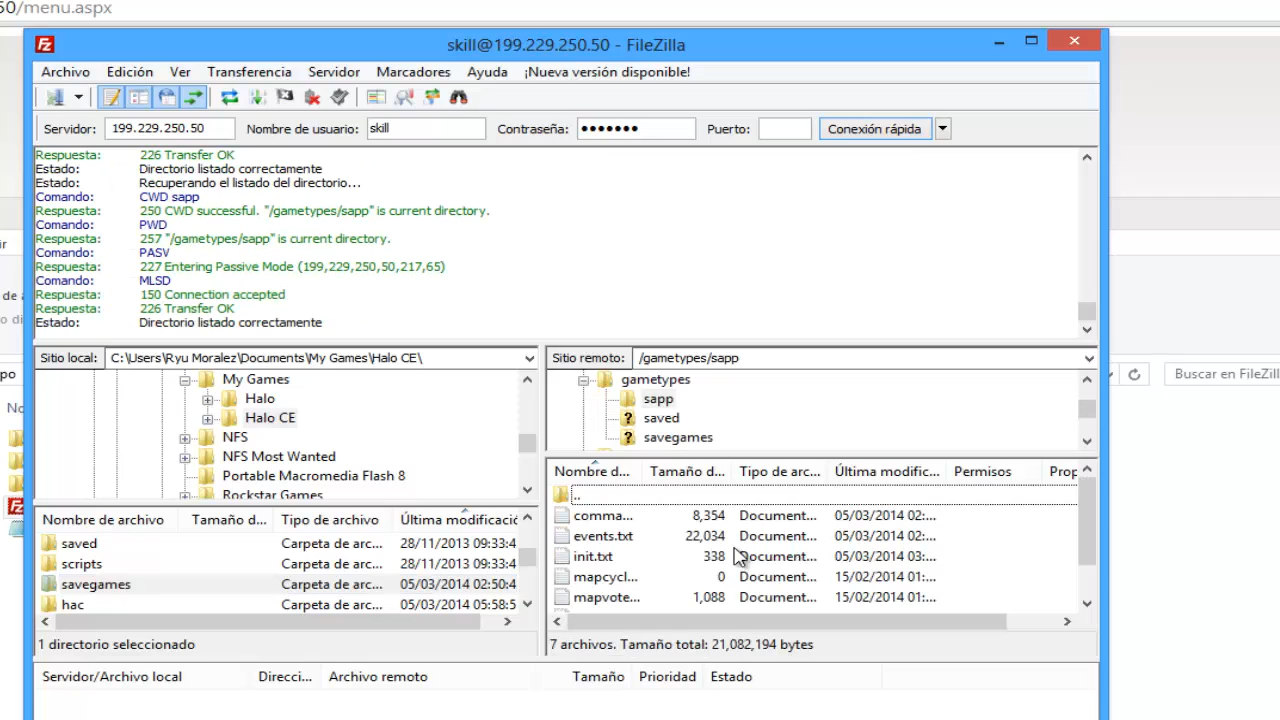 50/menu.aspx
skill@199.229.250.50 - FileZilla
Archivo Edición Ver Transferencia Servidor Marcadores Ayuda ¡Nueva versión disponible!
Servidor: 199.229.250.50 Nombre de usuario: skill Contraseña: ●●●●●●● Puerto: Conexión rápida
Respuesta: 226 Transfer OK
Estado: Directorio listado correctamente
Estado: Recuperando el listado del directorio...
Comando: CWD sapp
Respuesta: 250 CWD successful. "/gametypes/sapp" is current directory.
Comando: PWD
Respuesta: 257 "/gametypes/sapp" is current directory.
Comando: PASV
Respuesta: 227 Entering Passive Mode (199,229,250,50,217,65)
Comando: MLSD
Respuesta: 150 Connection accepted
Respuesta: 226 Transfer OK
Estado: Directorio listado correctamente
Sitio local: C:\Users\Ryu Moralez\Documents\My Games\Halo CE\
My Games
Halo
Halo CE
NFS
NFS Most Wanted
Portable Macromedia Flash 8
Rockstar Games
Nombre de archivo Tamaño d... Tipo de archivo Última modificació
saved Carpeta de arc... 28/11/2013 09:33:4
scripts Carpeta de arc... 28/11/2013 09:33:4
savegames Carpeta de arc... 05/03/2014 02:50:4
hac Carpeta de arc... 05/03/2014 05:58:5
1 directorio seleccionado
Sitio remoto: /gametypes/sapp
gametypes
sapp
saved
savegames
Nombre d... Tamaño d... Tipo de arc... Última modific... Permisos Prop
..
comma... 8,354 Document... 05/03/2014 02:...
events.txt 22,034 Document... 05/03/2014 02:...
init.txt 338 Document... 05/03/2014 03:...
mapcycl... 0 Document... 15/02/2014 01:...
mapvote... 1,088 Document... 15/02/2014 01:...
7 archivos. Tamaño total: 21,082,194 bytes
Servidor/Archivo local Direcci... Archivo remoto Tamaño Prioridad Estado
Buscar en FileZill